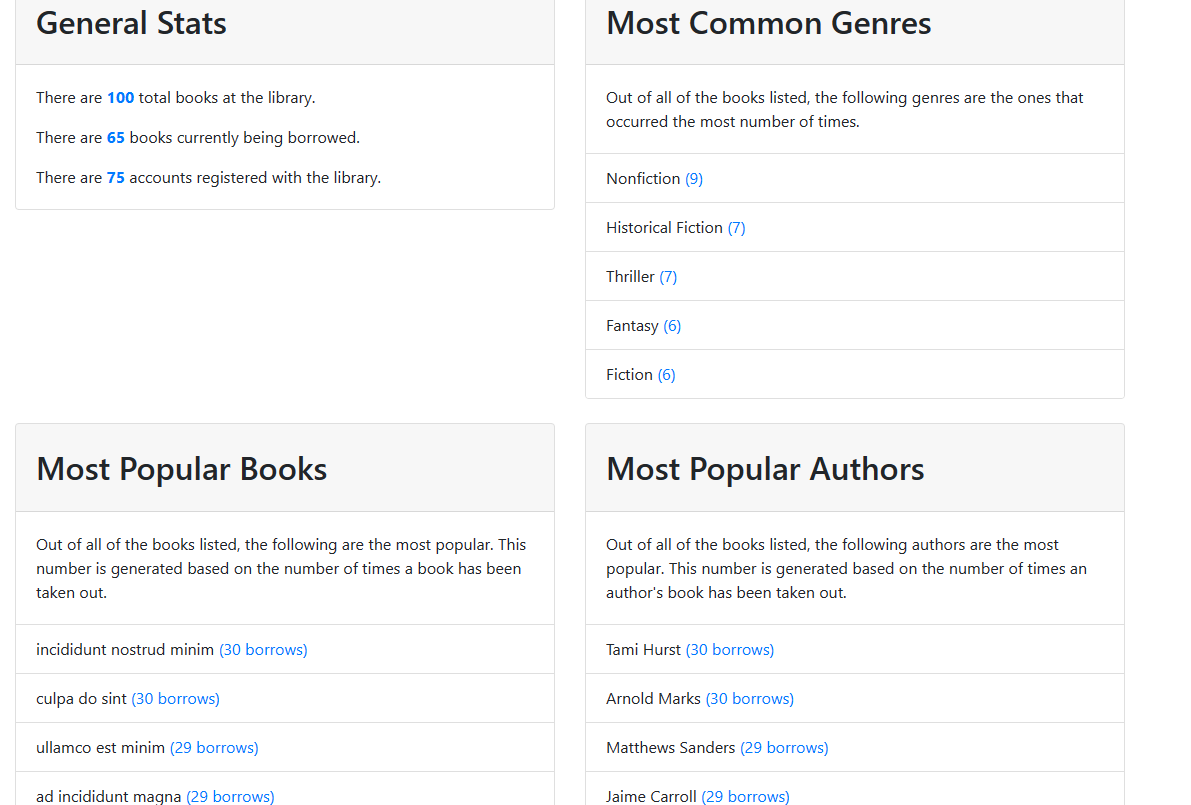 General Stats
There are 100 total books at the library.
There are 65 books currently being borrowed.
There are 75 accounts registered with the library.
Most Common Genres
Out of all of the books listed, the following genres are the ones that
occurred the most number of times.
Nonfiction (9)
Historical Fiction (7)
Thriller (7)
Fantasy (6)
Fiction (6)
Most Popular Books
Out of all of the books listed, the following are the most popular. This
number is generated based on the number of times a book has been
taken out.
incididunt nostrud minim (30 borrows)
culpa do sint (30 borrows)
ullamco est minim (29 borrows)
ad incididunt magna (29 borrows)
Most Popular Authors
Out of all of the books listed, the following authors are the most
popular. This number is generated based on the number of times an
author's book has been taken out.
Tami Hurst (30 borrows)
Arnold Marks (30 borrows)
Matthews Sanders (29 borrows)
Jaime Carroll (29 borrows)